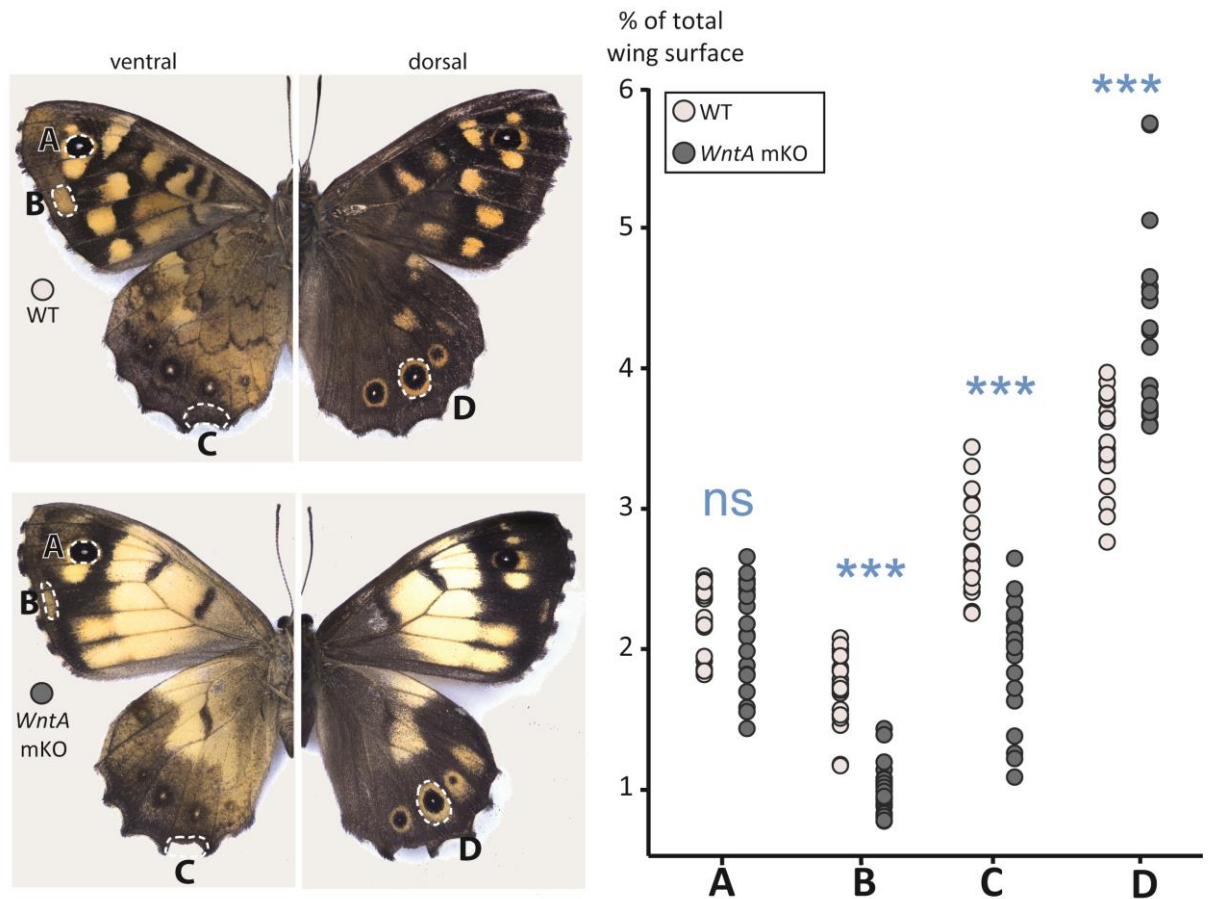 ventral
dorsal
A
B
WT
C
D
A
B
WntA
mKO
C
D
% of total
wing surface
6
5
4
3
2
1
WT
WntA mKO
ns
***
***
***
A
B
C
D